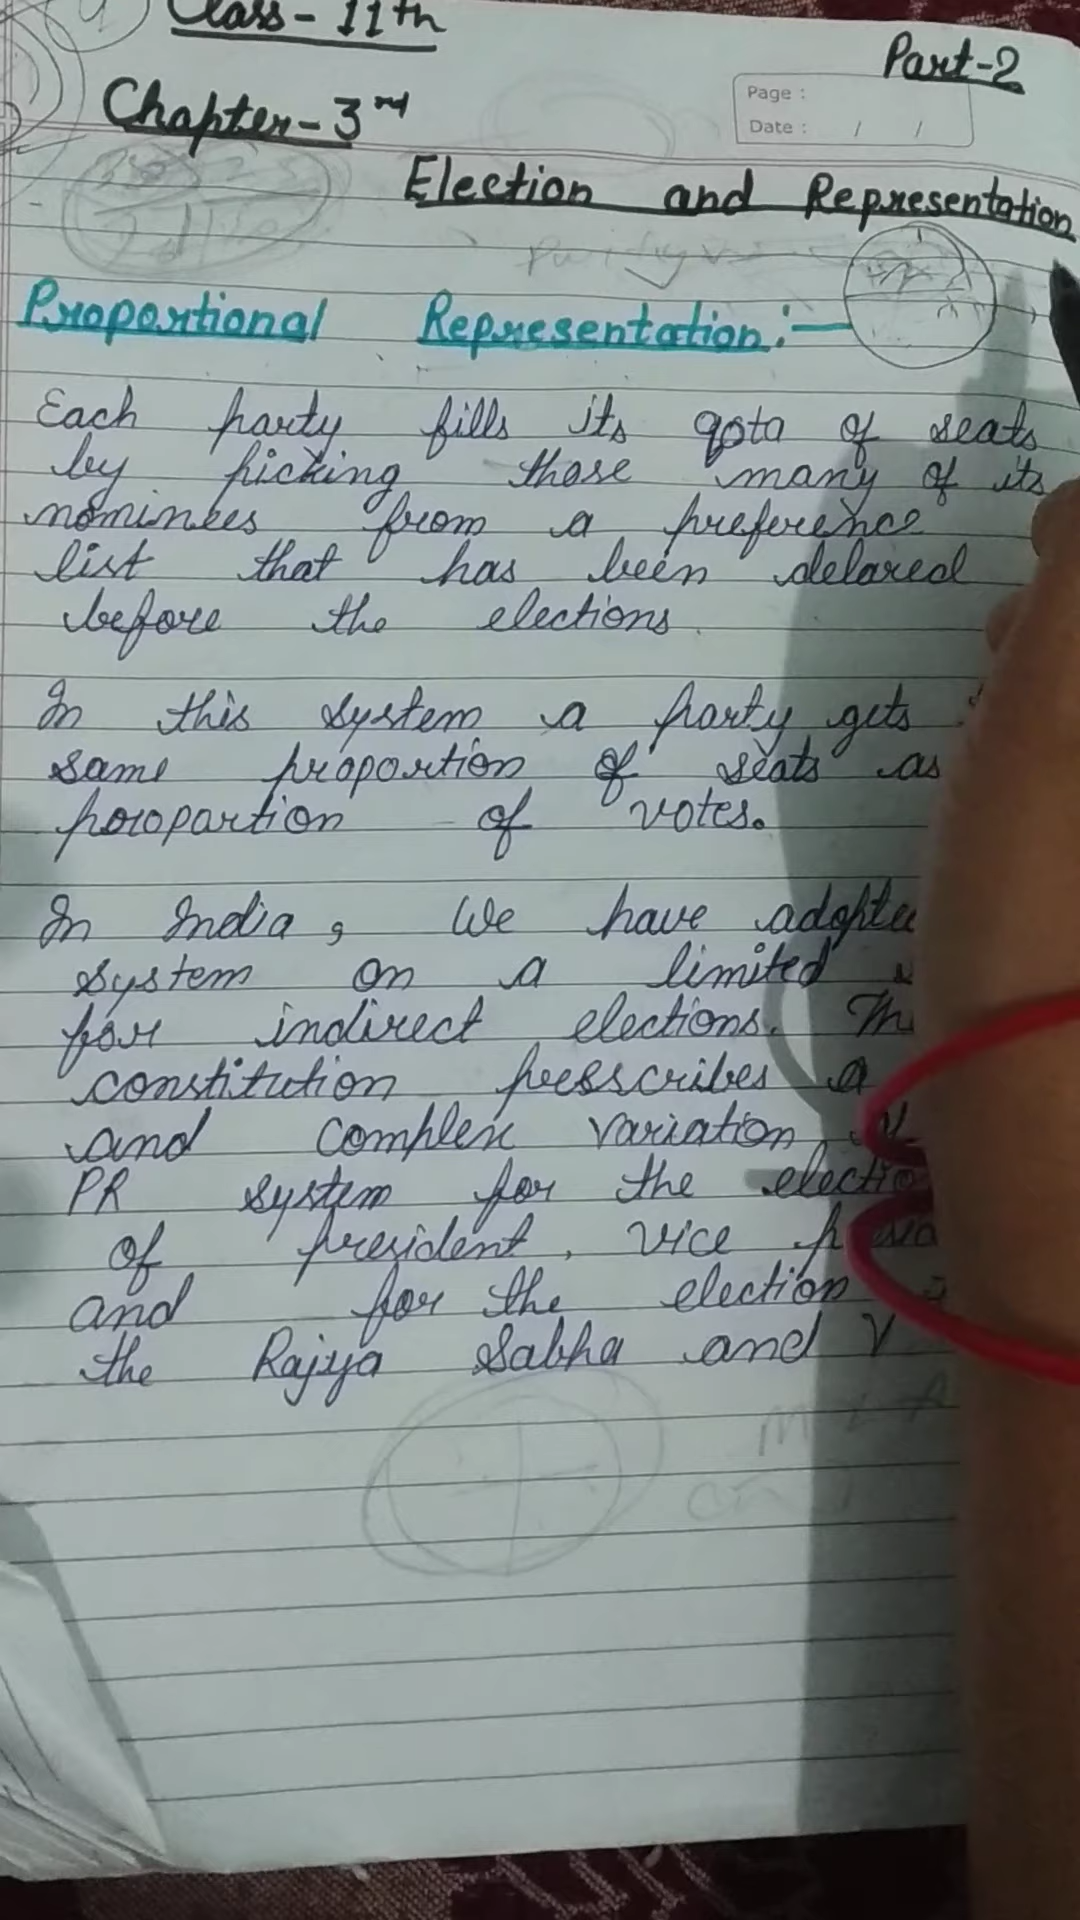 Class - 11th
Part-2
Chapter - 3rd
Page :
Date : / /
Election and Representation
Proportional Representation :-
Each party fills its qota of seats
by picking those many of its
nominees from a preference
list that has been delared
before the elections.
In this system a party gets
same proportion of seats as
poropartion of votes.
In India, We have adopted
system on a limited
for indirect elections. Th
constitution presscribes a
and complex variation
PR system for the electio
of president, vice
and for the election
the Rajya Sabha and V